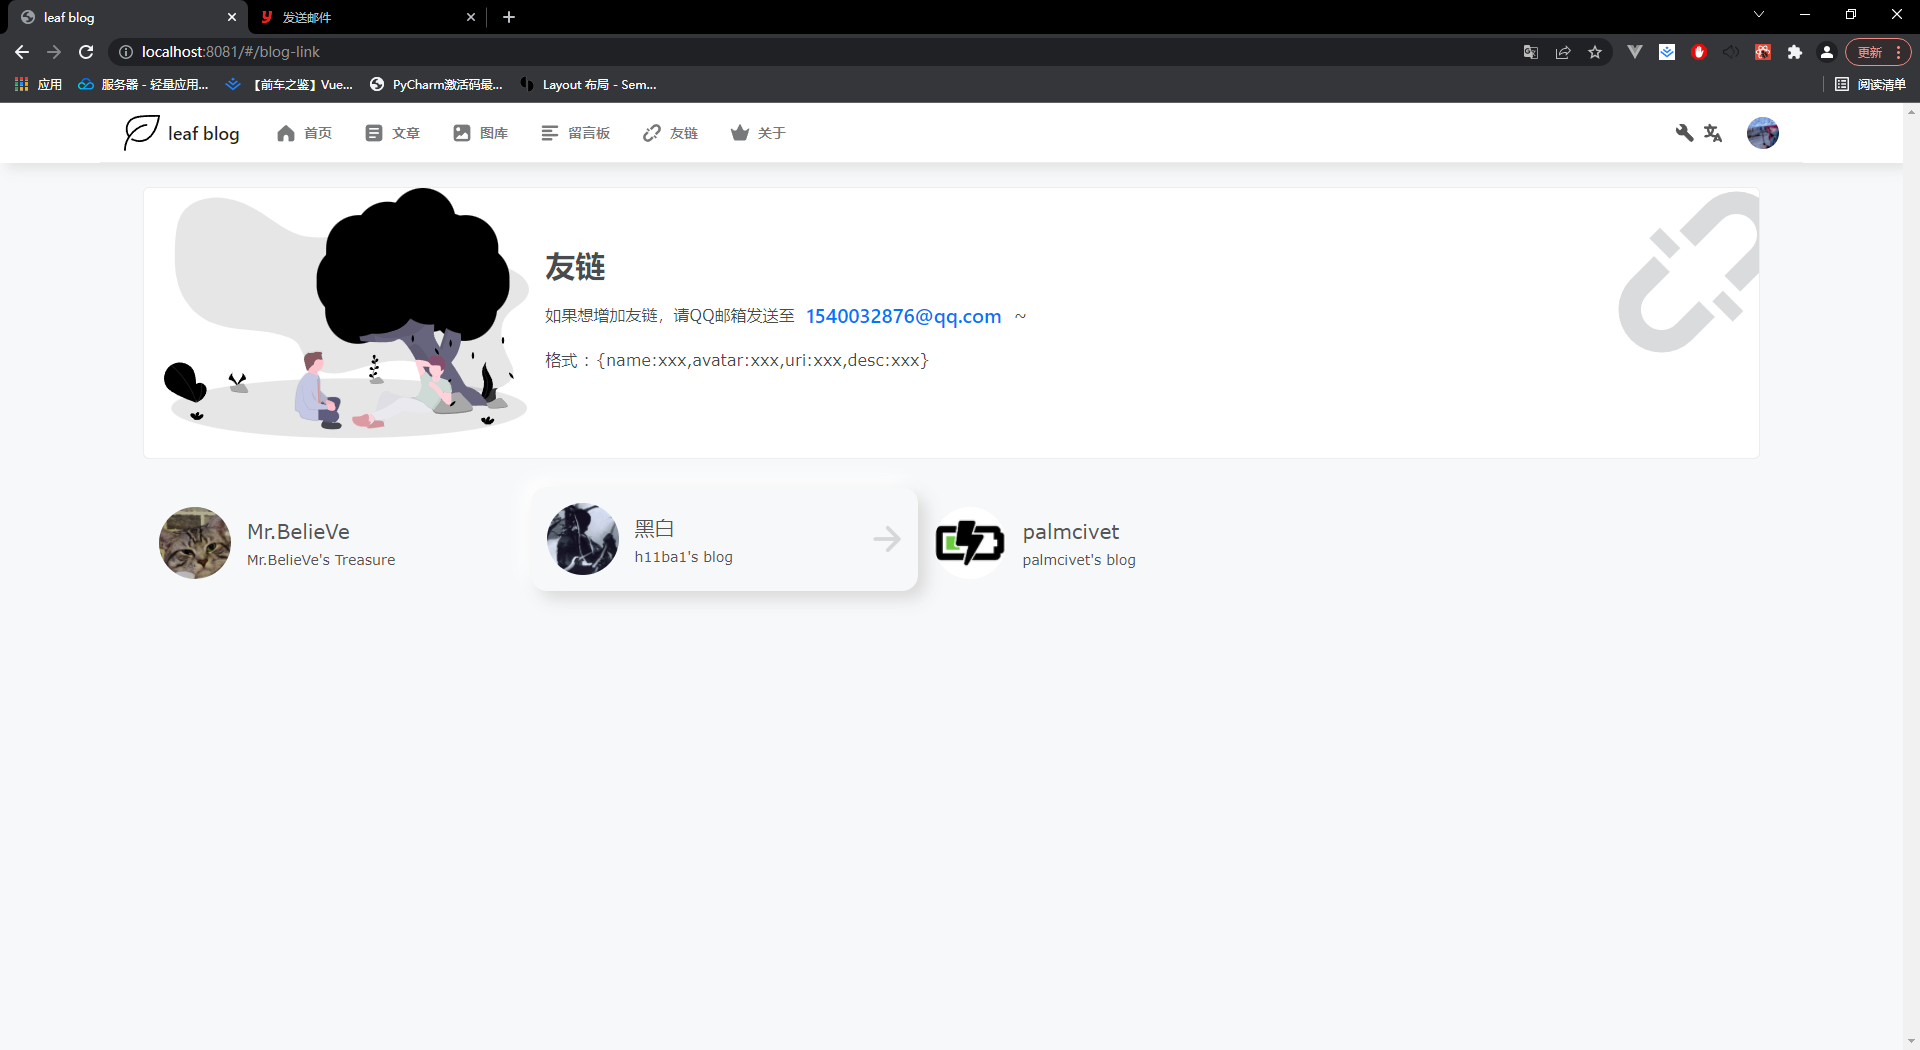 leaf blog
发送邮件
localhost:8081/#/blog-link
更新
应用
服务器 - 轻量应用...
【前车之鉴】Vue...
PyCharm激活码最...
Layout 布局 - Sem...
阅读清单
leaf blog
首页
文章
图库
留言板
友链
关于
友链
如果想增加友链，请QQ邮箱发送至 1540032876@qq.com ~
格式：{name:xxx,avatar:xxx,uri:xxx,desc:xxx}
Mr.BelieVe
Mr.BelieVe's Treasure
黑白
h11ba1's blog
palmcivet
palmcivet's blog